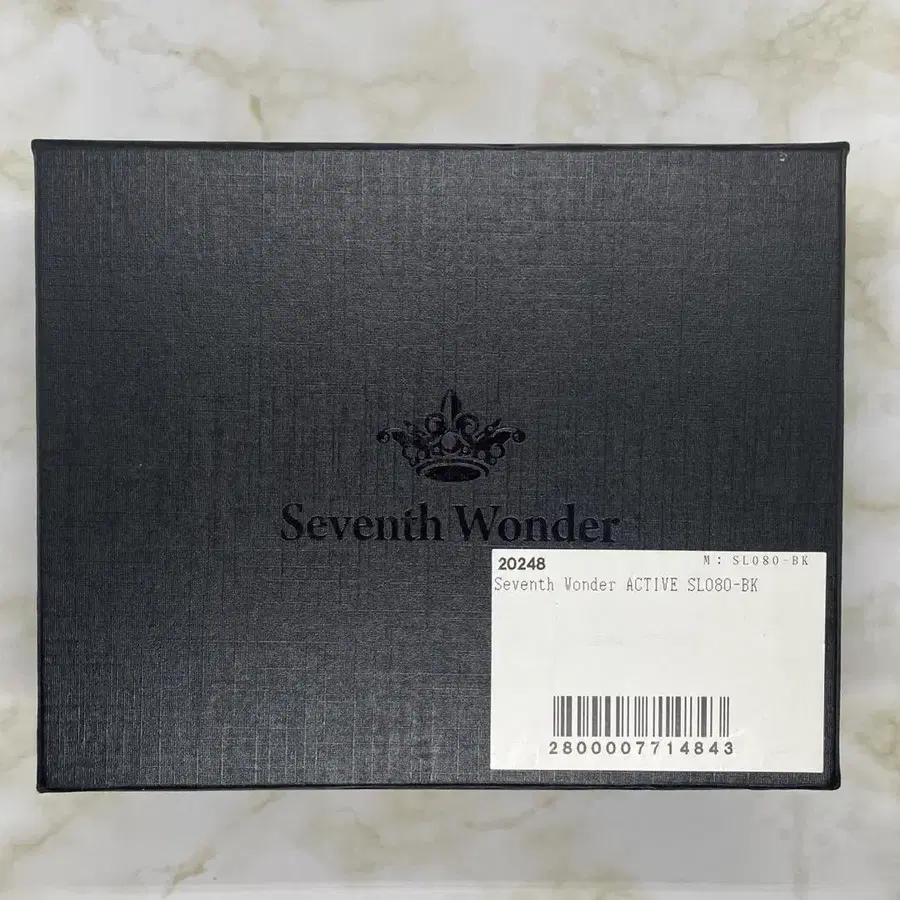 Seventh Wonder
20248 M: SL080-BK
Seventh Wonder ACTIVE SL080-BK
2800007714843